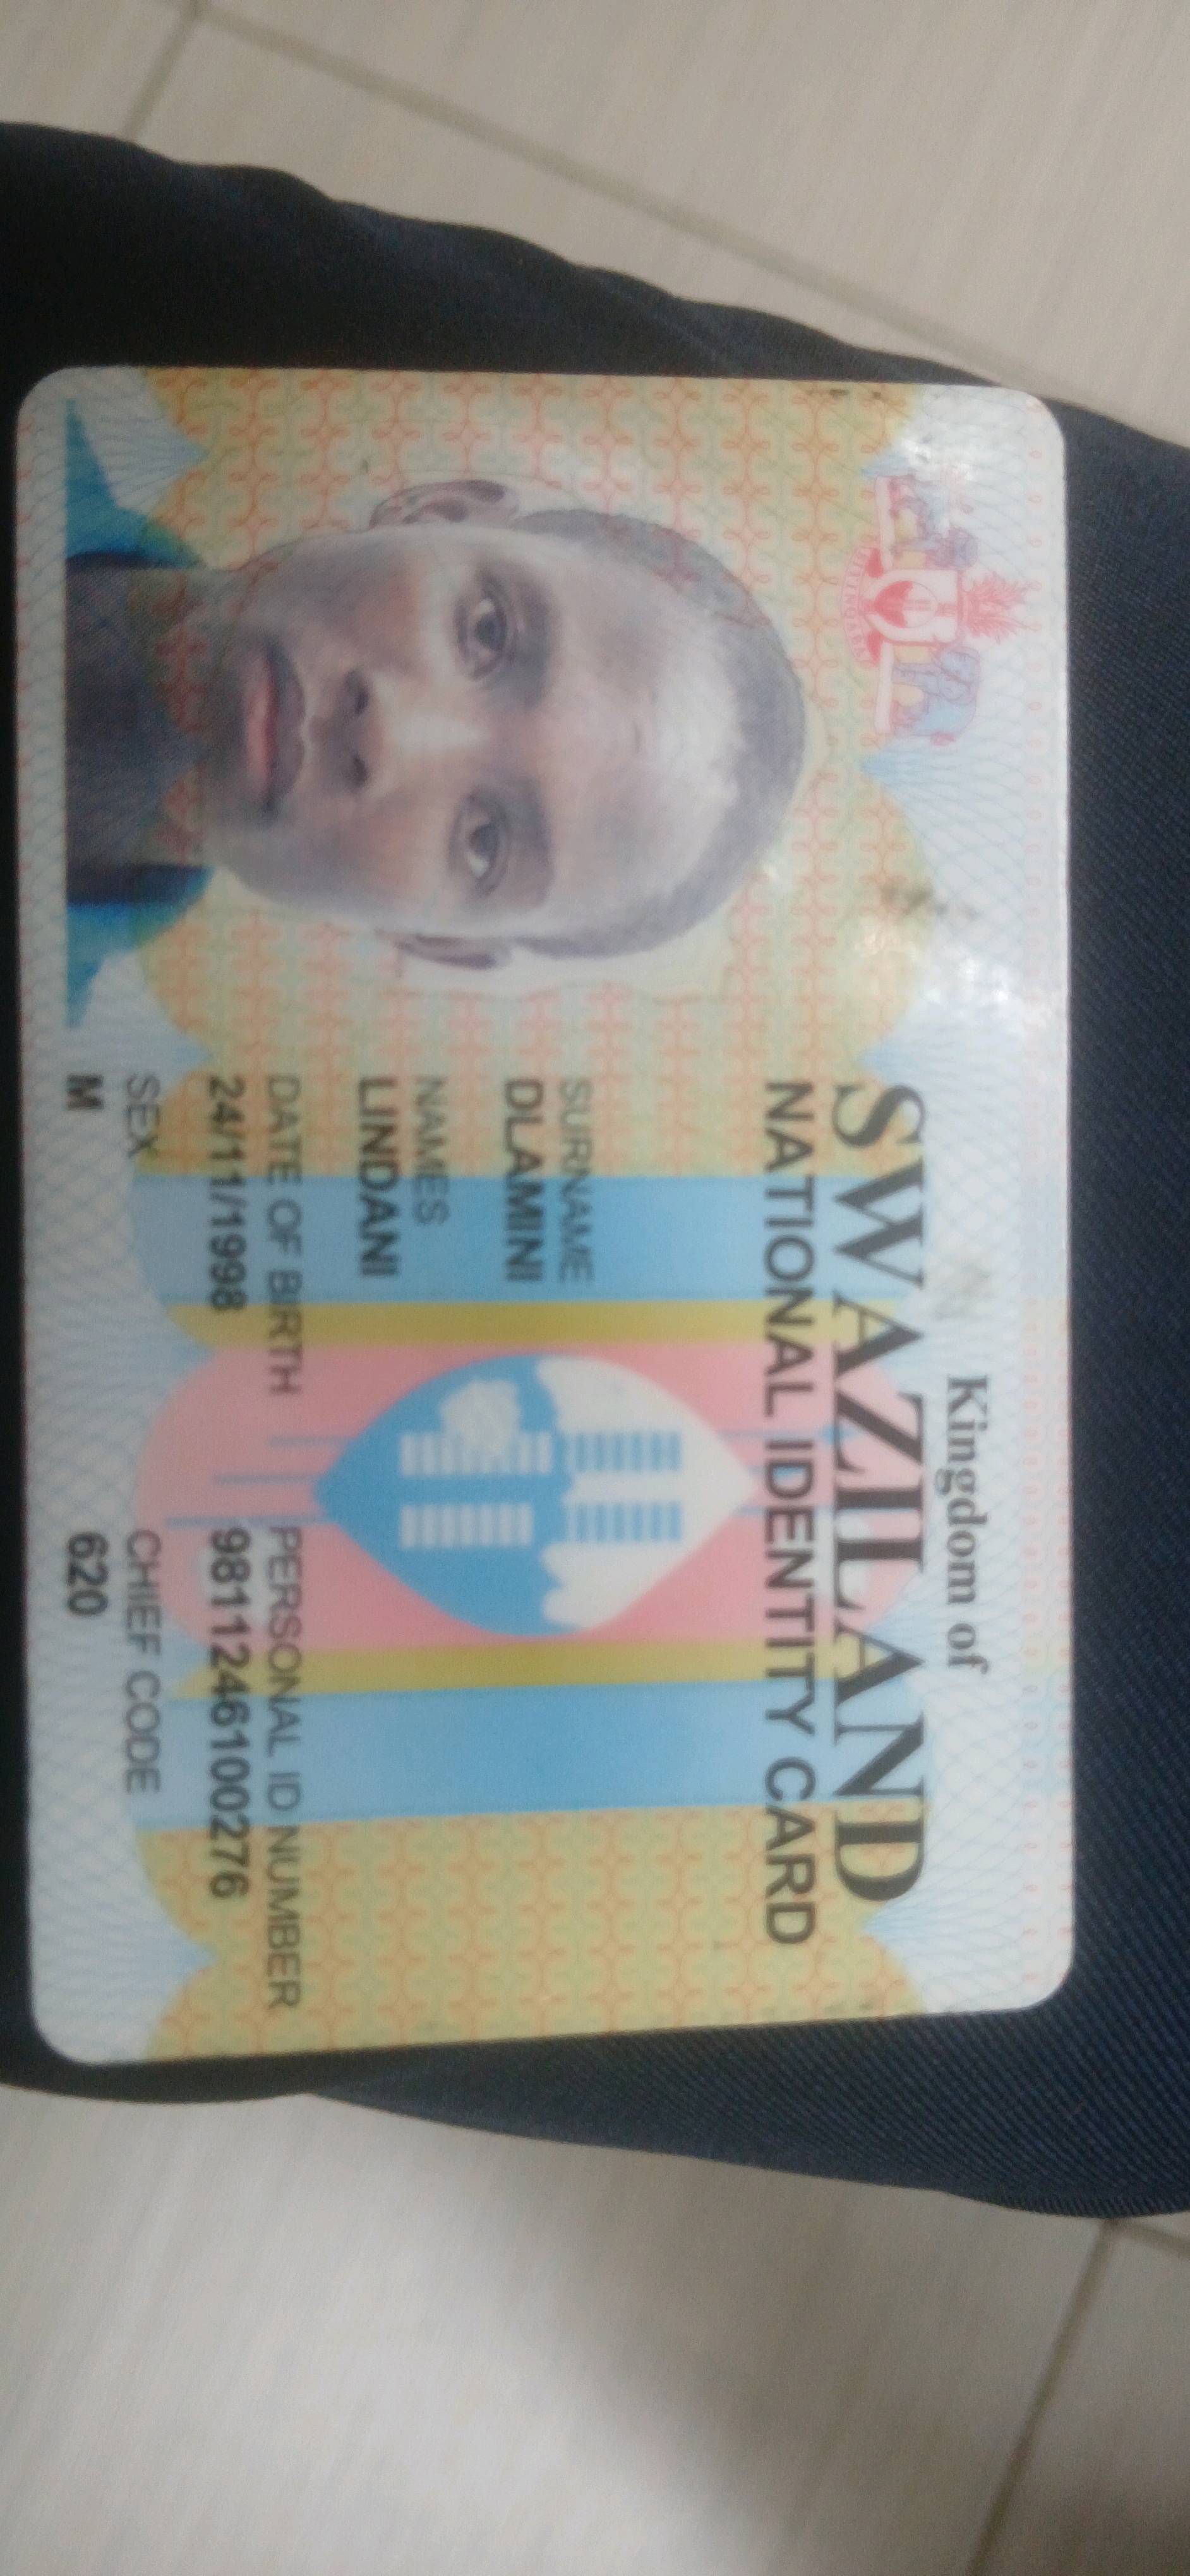 Kingdom of
SWAZILAND
NATIONAL IDENTITY CARD
SURNAME
DLAMINI
NAMES
LINDANI
DATE OF BIRTH
24/11/1998
PERSONAL ID NUMBER
9811246100276
SEX
M
CHIEF CODE
620